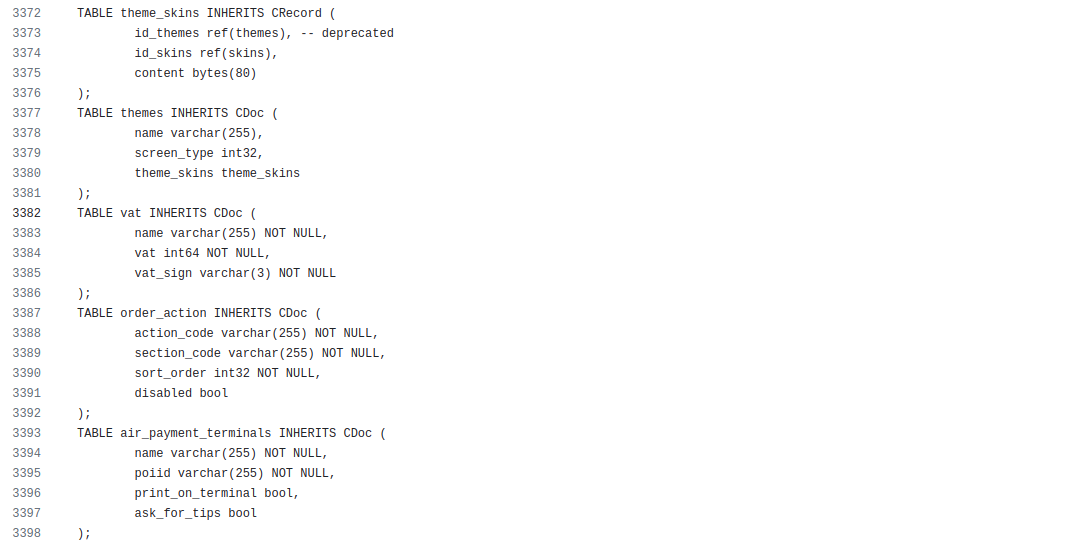 3372 TABLE theme_skins INHERITS CRecord (
3373 id_themes ref(themes), -- deprecated
3374 id_skins ref(skins),
3375 content bytes(80)
3376 );
3377 TABLE themes INHERITS CDoc (
3378 name varchar(255),
3379 screen_type int32,
3380 theme_skins theme_skins
3381 );
3382 TABLE vat INHERITS CDoc (
3383 name varchar(255) NOT NULL,
3384 vat int64 NOT NULL,
3385 vat_sign varchar(3) NOT NULL
3386 );
3387 TABLE order_action INHERITS CDoc (
3388 action_code varchar(255) NOT NULL,
3389 section_code varchar(255) NOT NULL,
3390 sort_order int32 NOT NULL,
3391 disabled bool
3392 );
3393 TABLE air_payment_terminals INHERITS CDoc (
3394 name varchar(255) NOT NULL,
3395 poiid varchar(255) NOT NULL,
3396 print_on_terminal bool,
3397 ask_for_tips bool
3398 );